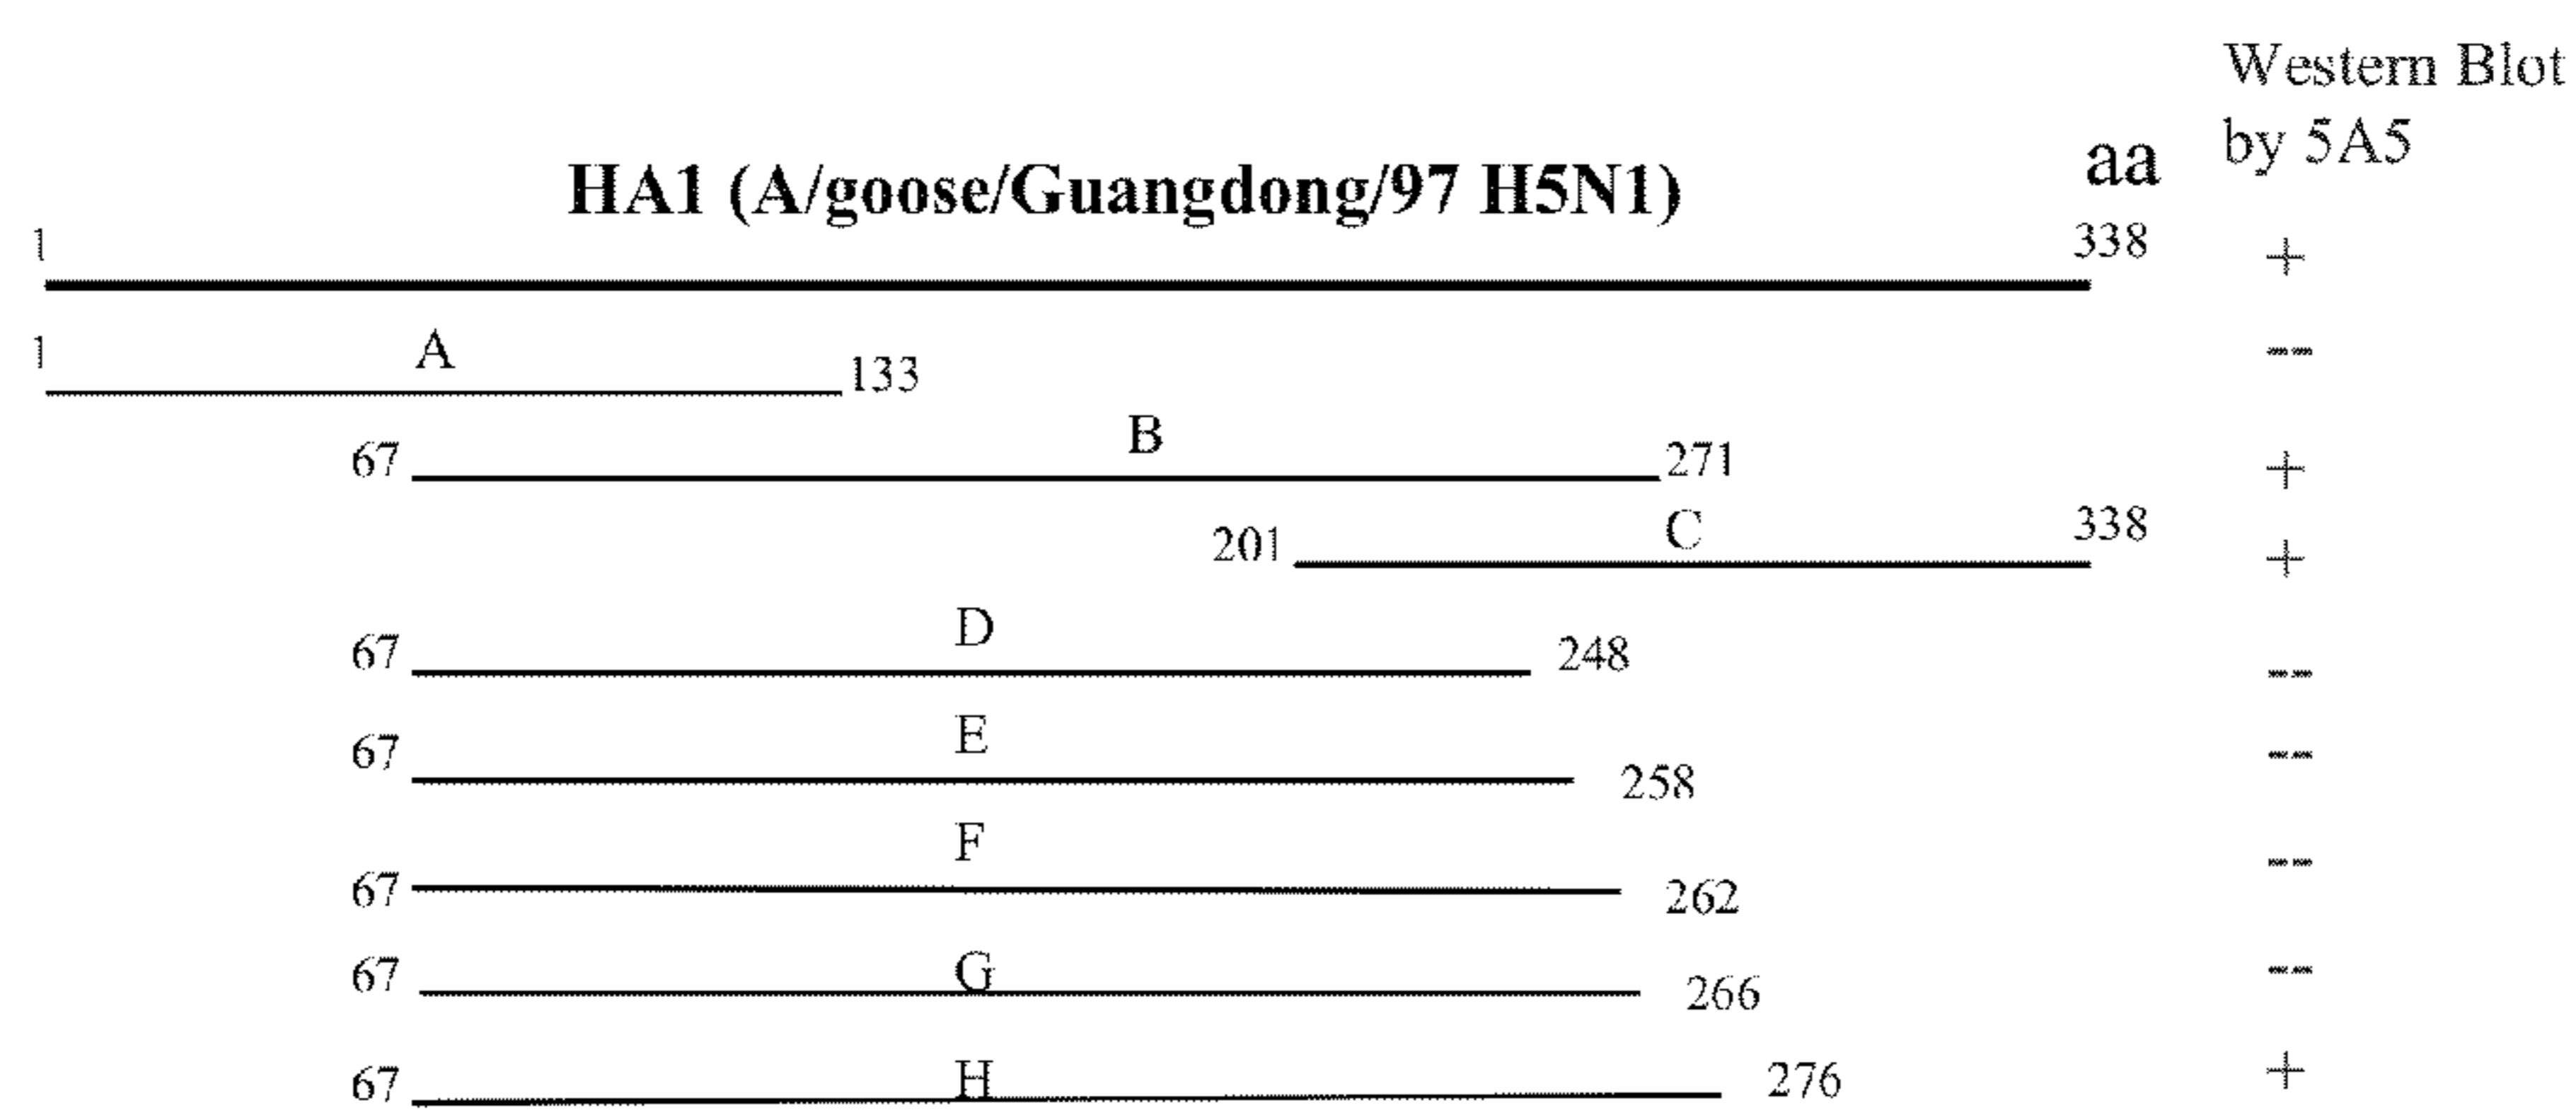 Western Blot
by 5A5
HA1 (A/goose/Guangdong/97 H5N1)
aa
1 338 +
1 A 133 --
67 B 271 +
201 C 338 +
67 D 248 --
67 E 258 --
67 F 262 --
67 G 266 --
67 H 276 +